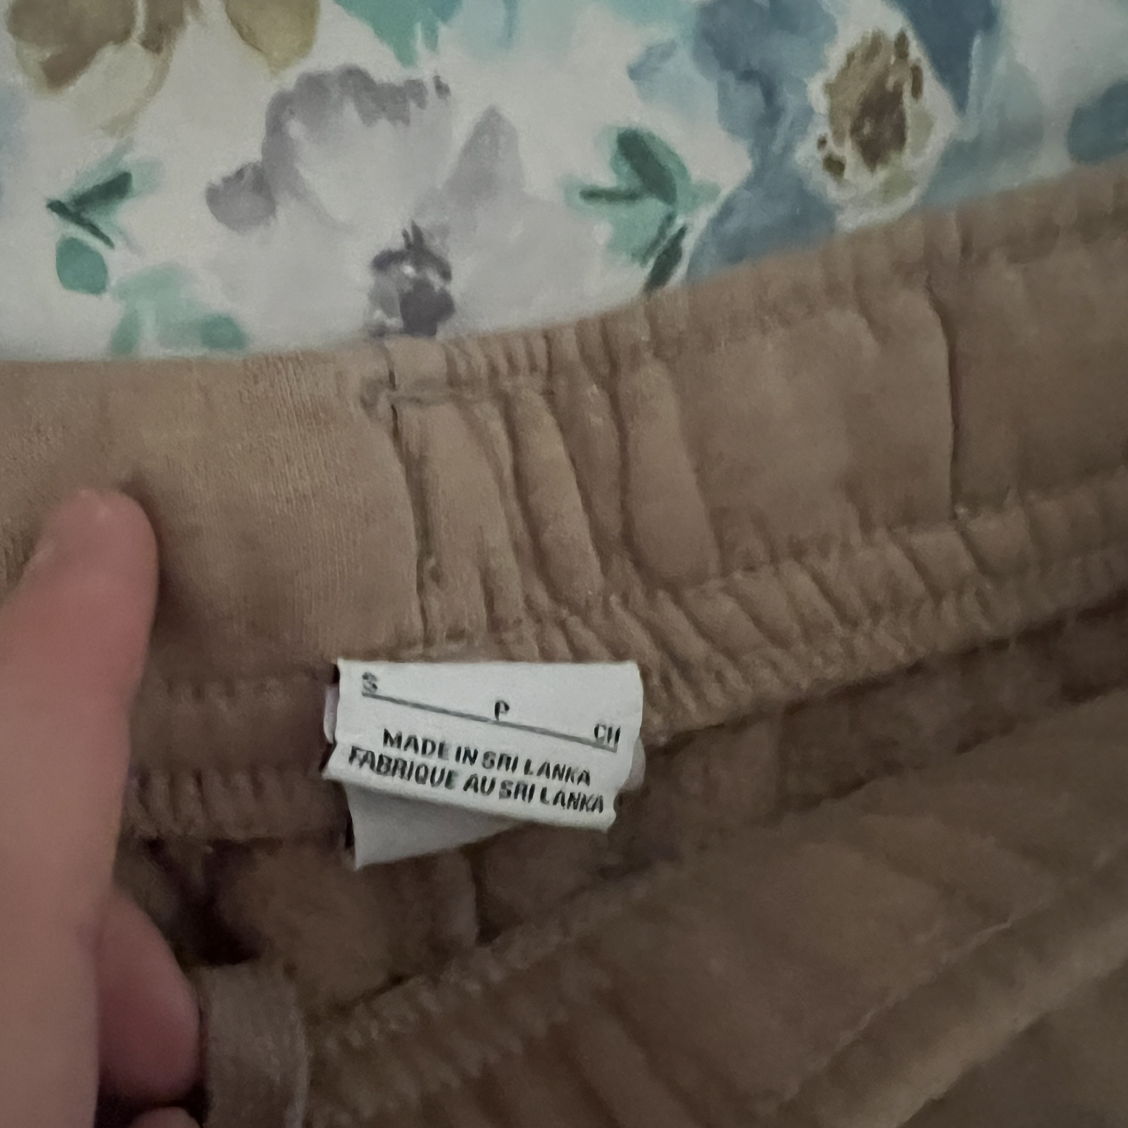 S P CH
MADE IN SRI LANKA
FABRIQUE AU SRI LANKA